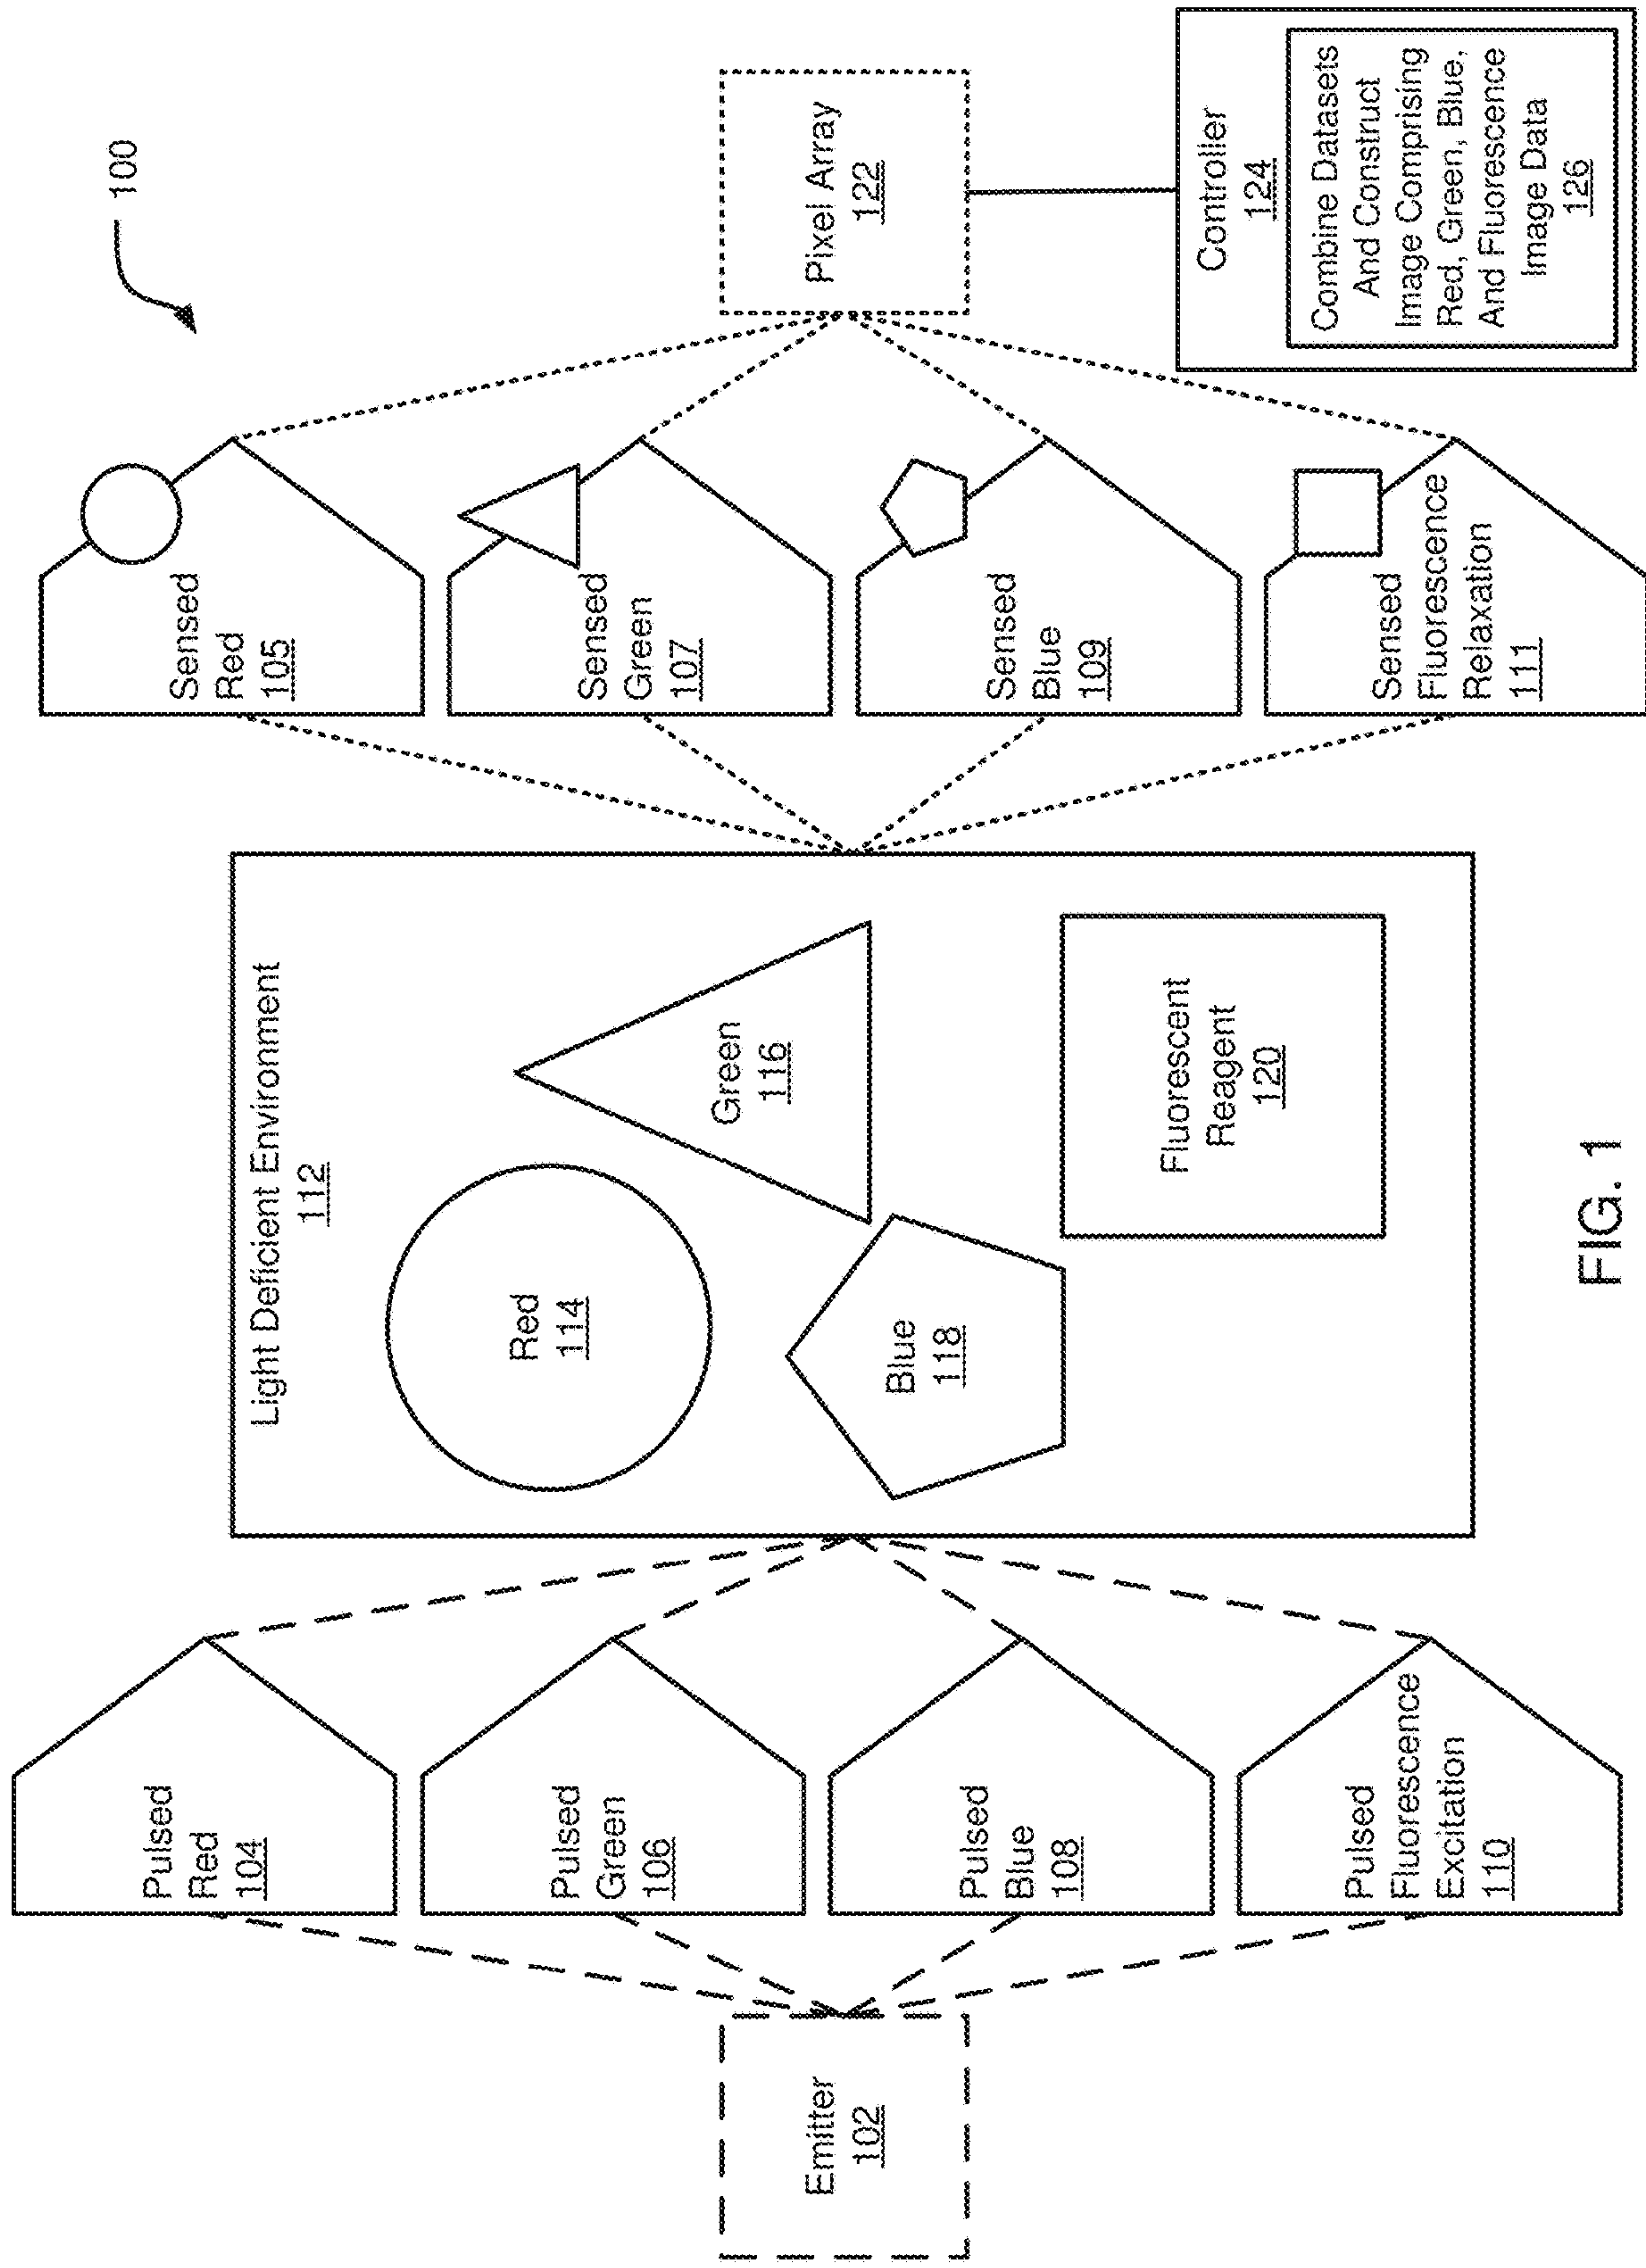 100
Emitter
102
Pulsed
Red
104
Pulsed
Green
106
Pulsed
Blue
108
Pulsed
Fluorescence
Excitation
110
Light Deficient Environment
112
Red
114
Green
116
Blue
118
Fluorescent
Reagent
120
Sensed
Red
105
Sensed
Green
107
Sensed
Blue
109
Sensed
Fluorescence
Relaxation
111
Pixel Array
122
Controller
124
Combine Datasets
And Construct
Image Comprising
Red, Green, Blue,
And Fluorescence
Image Data
126
FIG. 1